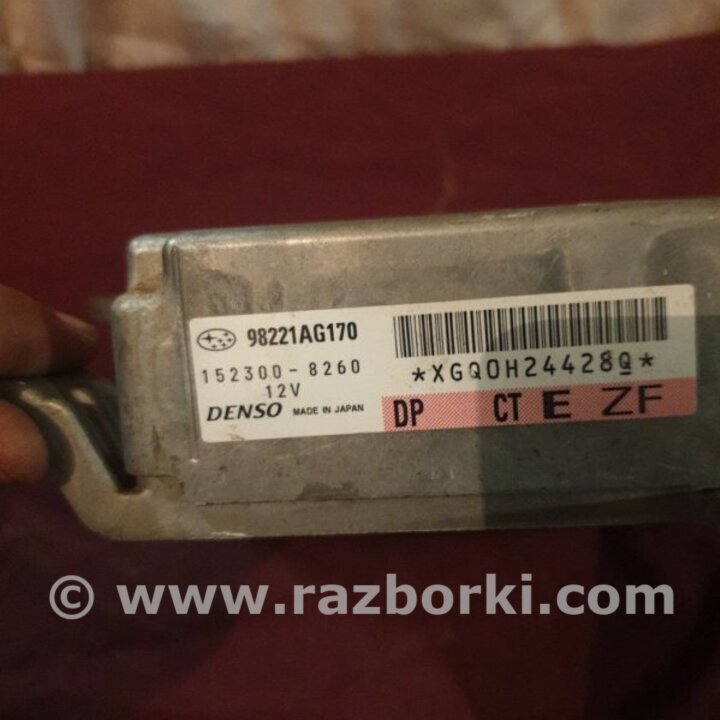 98221AG170
152300-8260
12V
DENSO MADE IN JAPAN
*XGQ0H24428Q*
DP CT E ZF
© www.razborki.com